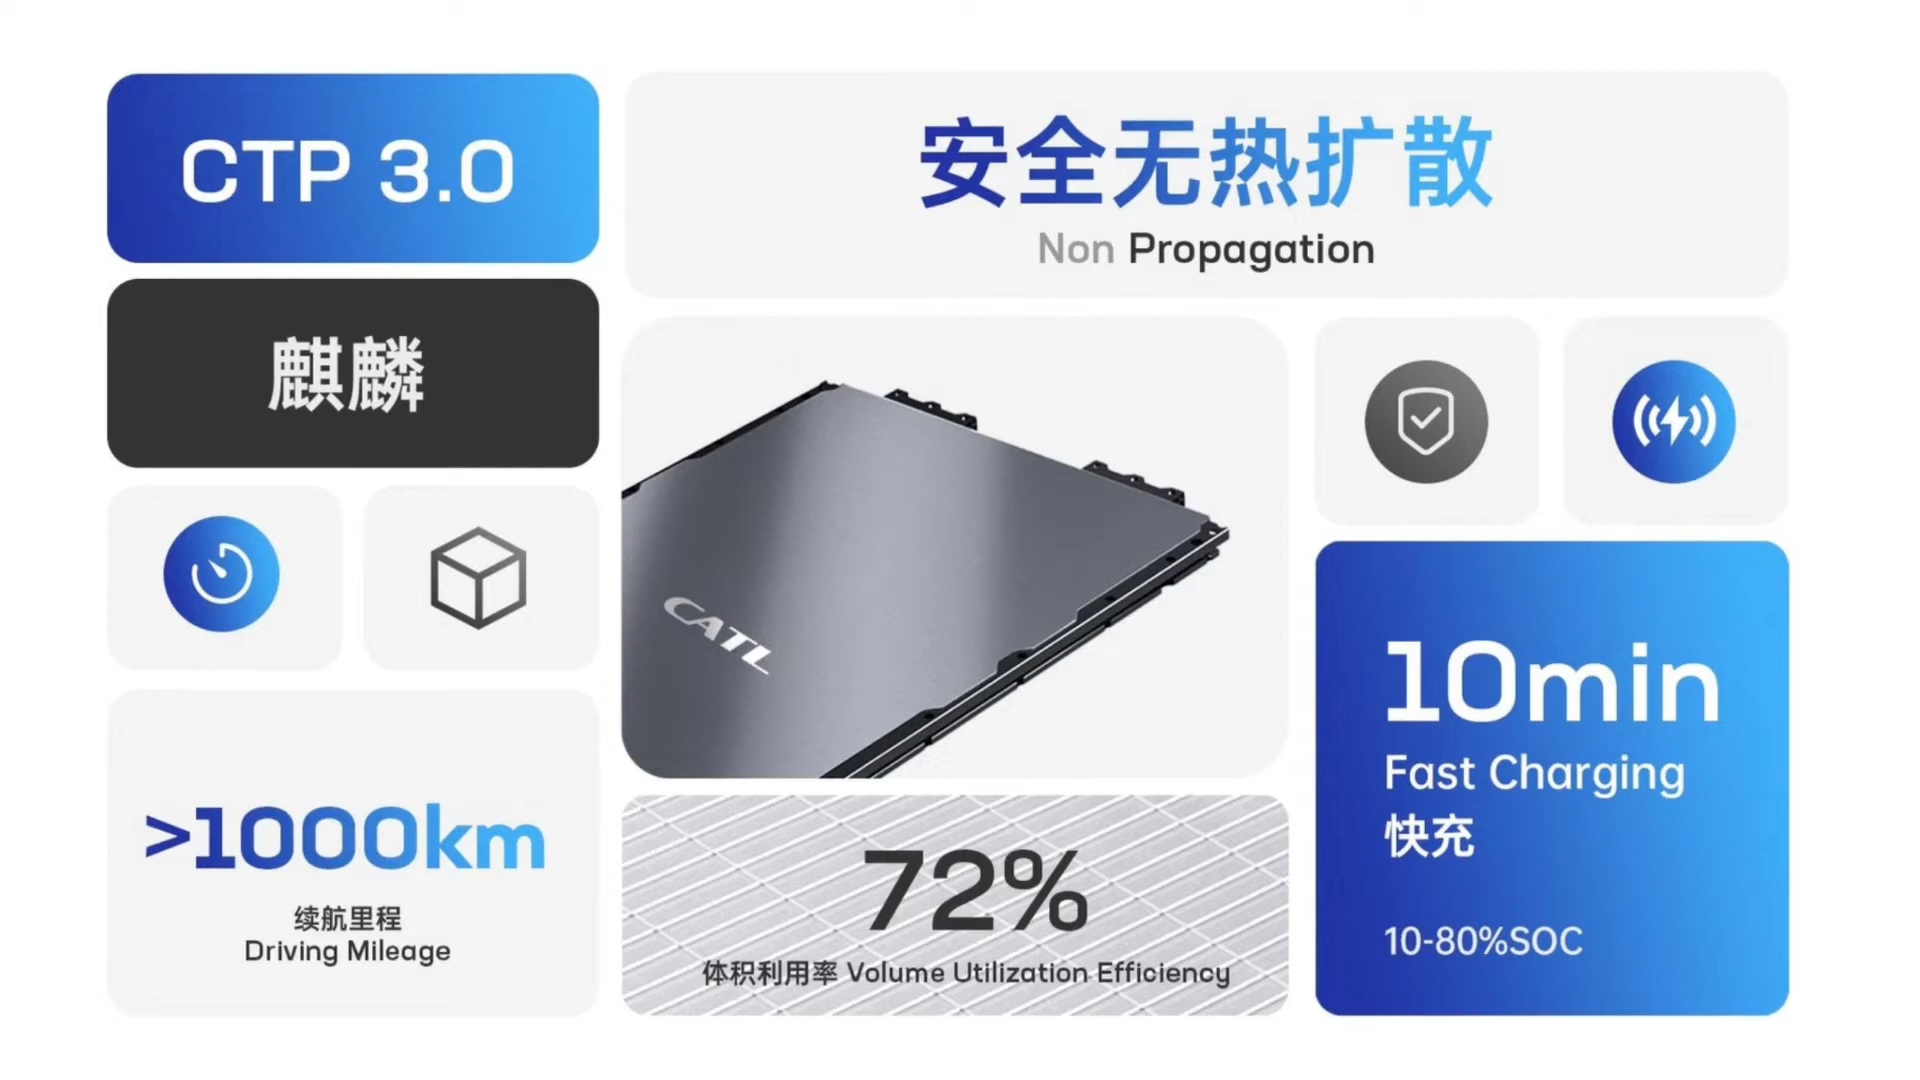 CTP 3.0
麒麟
>1000km
续航里程
Driving Mileage
安全无热扩散
Non Propagation
CATL
72%
体积利用率 Volume Utilization Efficiency
10min
Fast Charging
快充
10-80%SOC